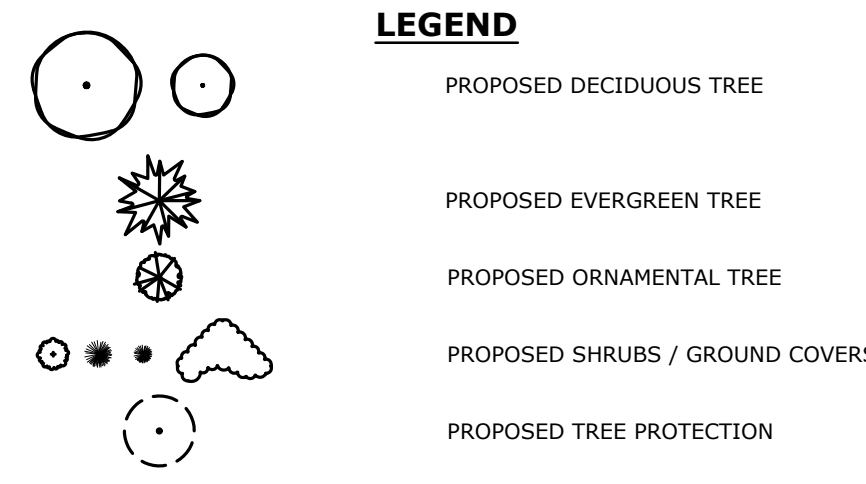 LEGEND
PROPOSED DECIDUOUS TREE
PROPOSED EVERGREEN TREE
PROPOSED ORNAMENTAL TREE
PROPOSED SHRUBS / GROUND COVERS
PROPOSED TREE PROTECTION